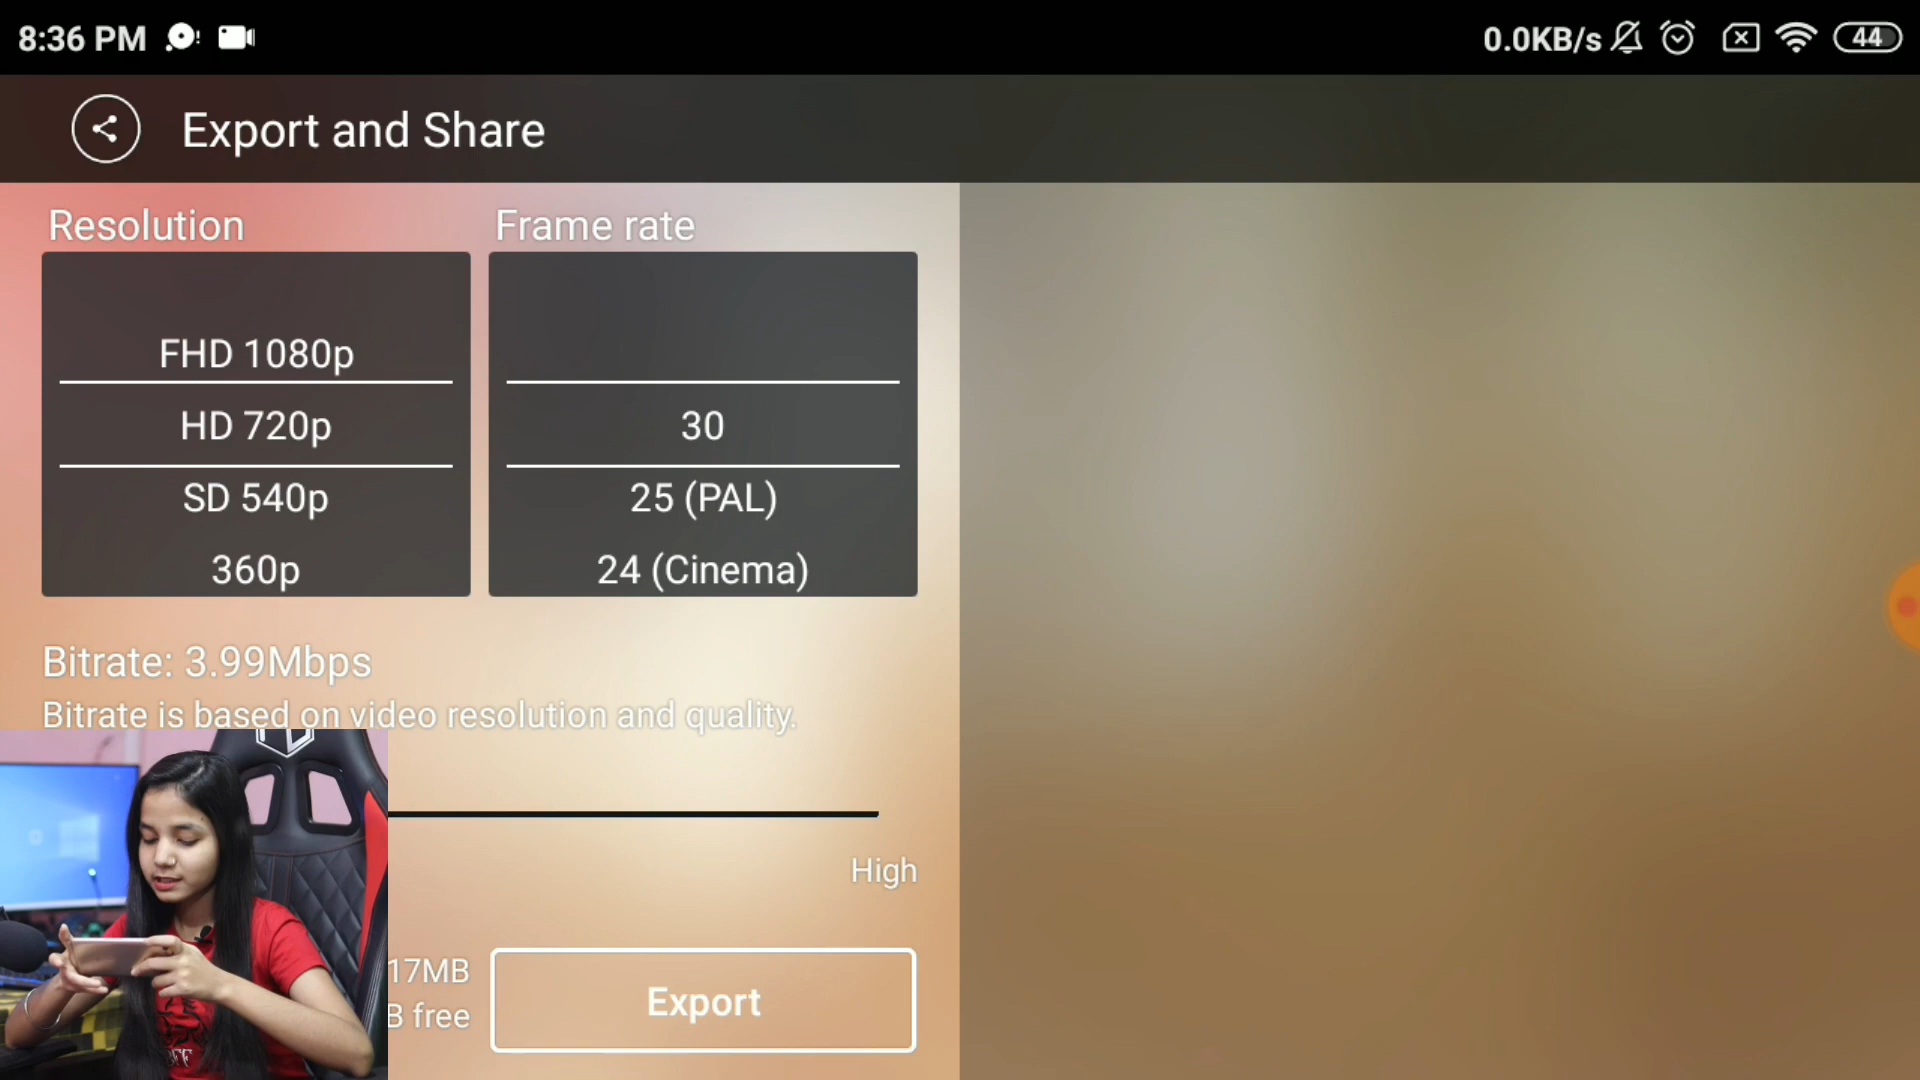 8:36 PM
0.0KB/s
44
Export and Share
Resolution
Frame rate
FHD 1080p
HD 720p
30
SD 540p
25 (PAL)
360p
24 (Cinema)
Bitrate: 3.99Mbps
Bitrate is based on video resolution and quality.
High
17MB
B free
Export